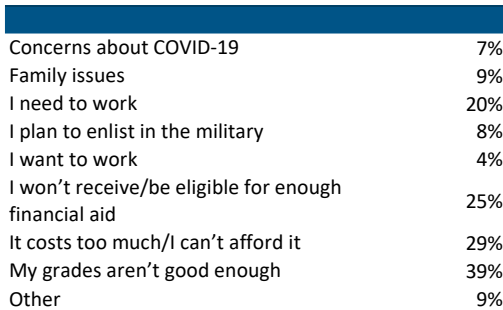 Concerns about COVID-19 7%
Family issues 9%
I need to work 20%
I plan to enlist in the military 8%
I want to work 4%
I won’t receive/be eligible for enough
financial aid 25%
It costs too much/I can’t afford it 29%
My grades aren’t good enough 39%
Other 9%